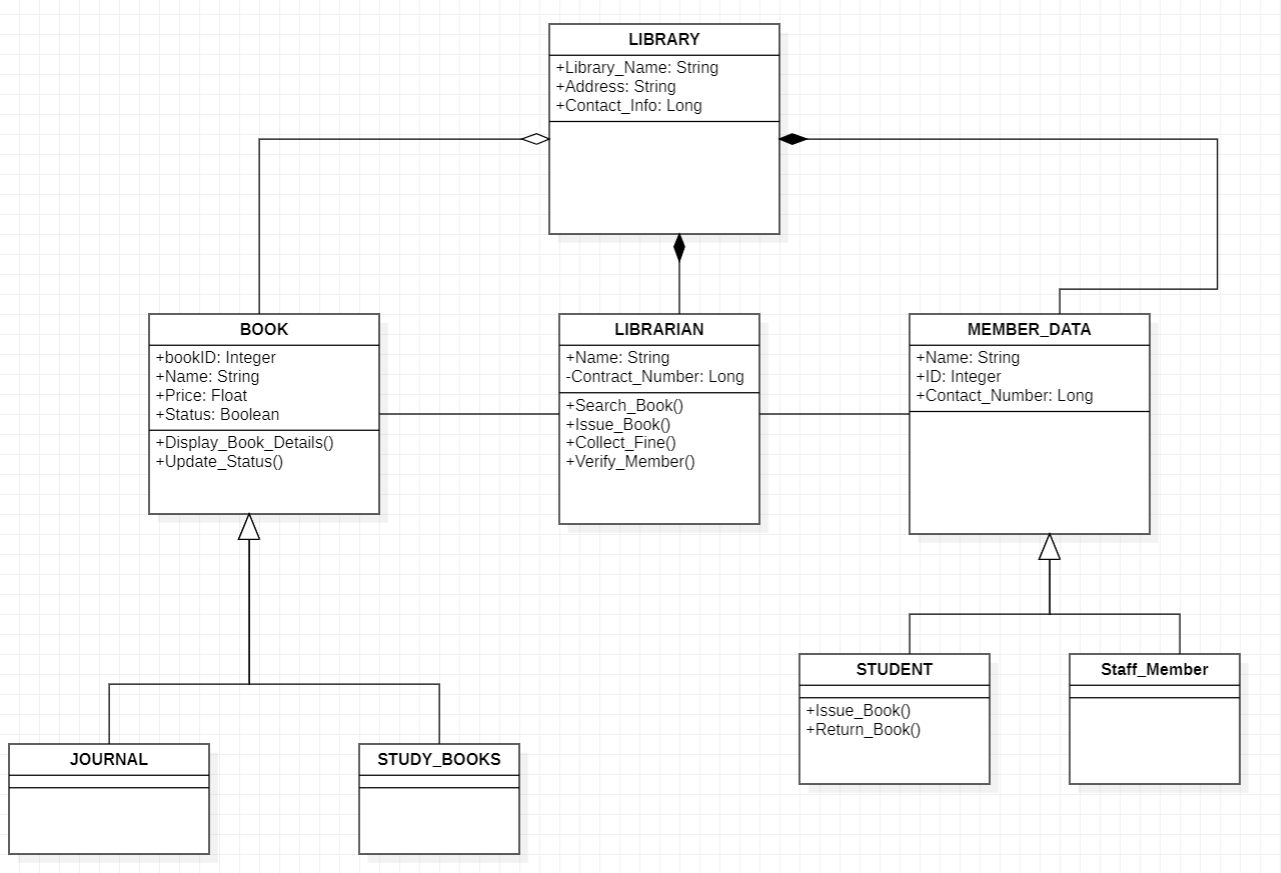 LIBRARY
+Library_Name: String
+Address: String
+Contact_Info: Long
BOOK
+bookID: Integer
+Name: String
+Price: Float
+Status: Boolean
+Display_Book_Details()
+Update_Status()
LIBRARIAN
+Name: String
-Contract_Number: Long
+Search_Book()
+Issue_Book()
+Collect_Fine()
+Verify_Member()
MEMBER_DATA
+Name: String
+ID: Integer
+Contact_Number: Long
STUDENT
+Issue_Book()
+Return_Book()
Staff_Member
JOURNAL
STUDY_BOOKS